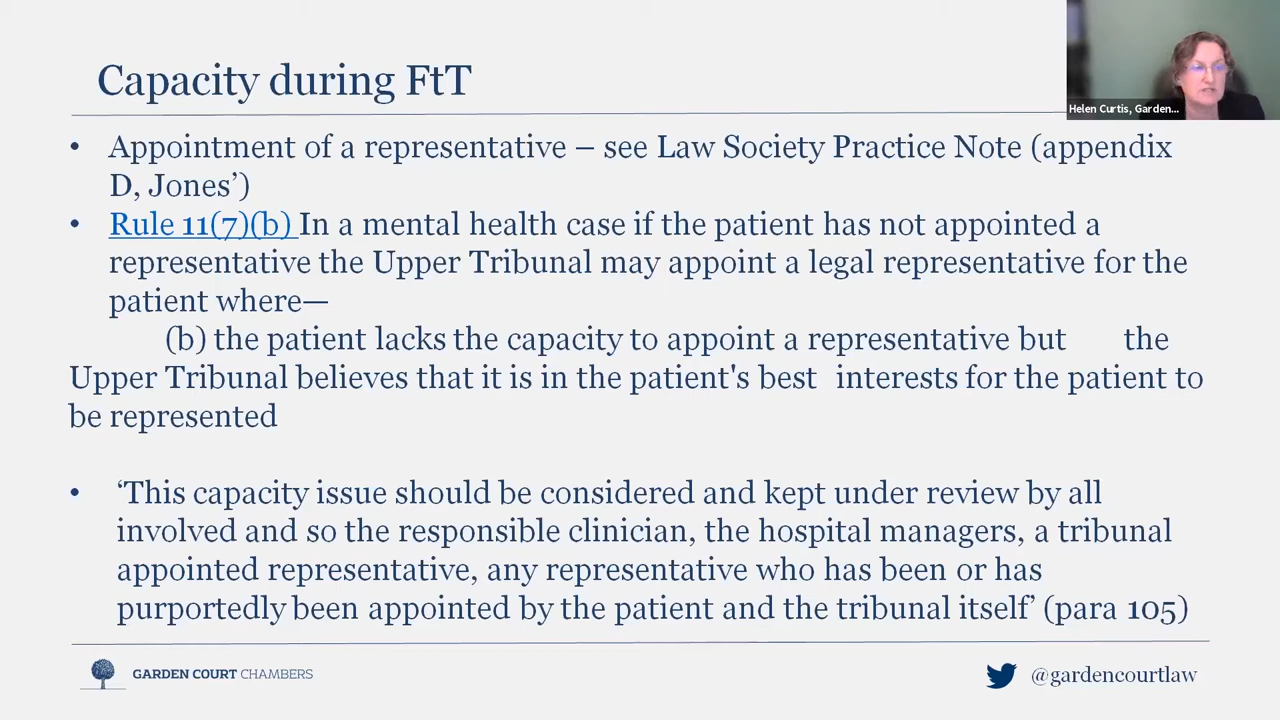 Helen Curtis, Garden...
Capacity during FtT
• Appointment of a representative – see Law Society Practice Note (appendix
D, Jones’)
• Rule 11(7)(b) In a mental health case if the patient has not appointed a
representative the Upper Tribunal may appoint a legal representative for the
patient where—
(b) the patient lacks the capacity to appoint a representative but the
Upper Tribunal believes that it is in the patient's best interests for the patient to
be represented
• ‘This capacity issue should be considered and kept under review by all
involved and so the responsible clinician, the hospital managers, a tribunal
appointed representative, any representative who has been or has
purportedly been appointed by the patient and the tribunal itself’ (para 105)
GARDEN COURT CHAMBERS
@gardencourtlaw